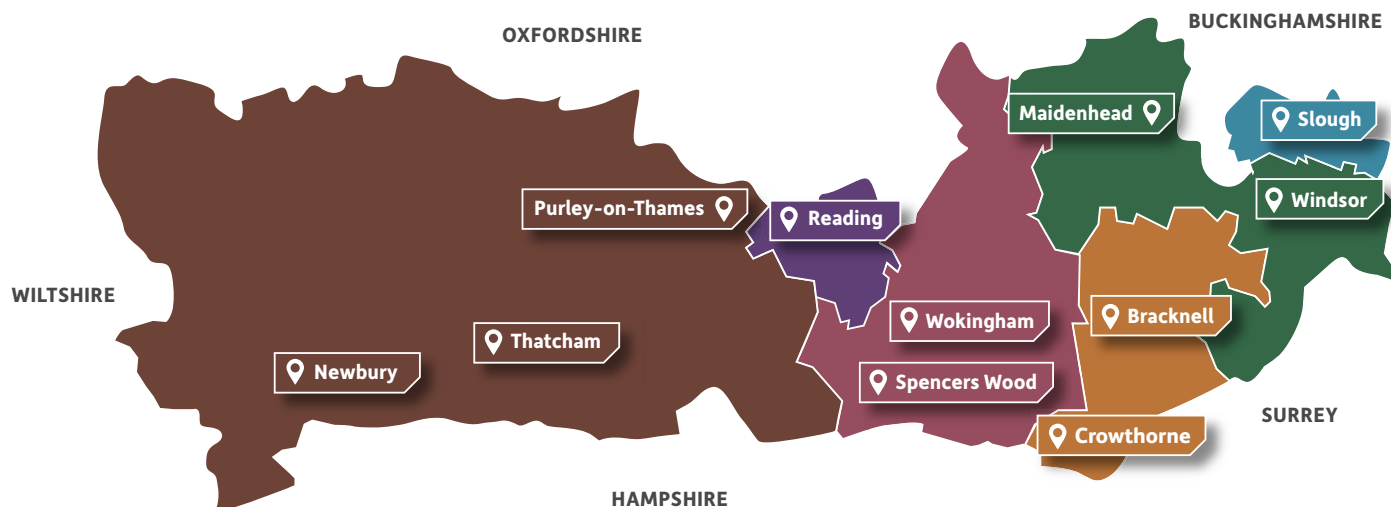 BUCKINGHAMSHIRE
OXFORDSHIRE
Maidenhead
Slough
Windsor
Purley-on-Thames
Reading
WILTSHIRE
Wokingham
Bracknell
Thatcham
Newbury
Spencers Wood
SURREY
Crowthorne
HAMPSHIRE